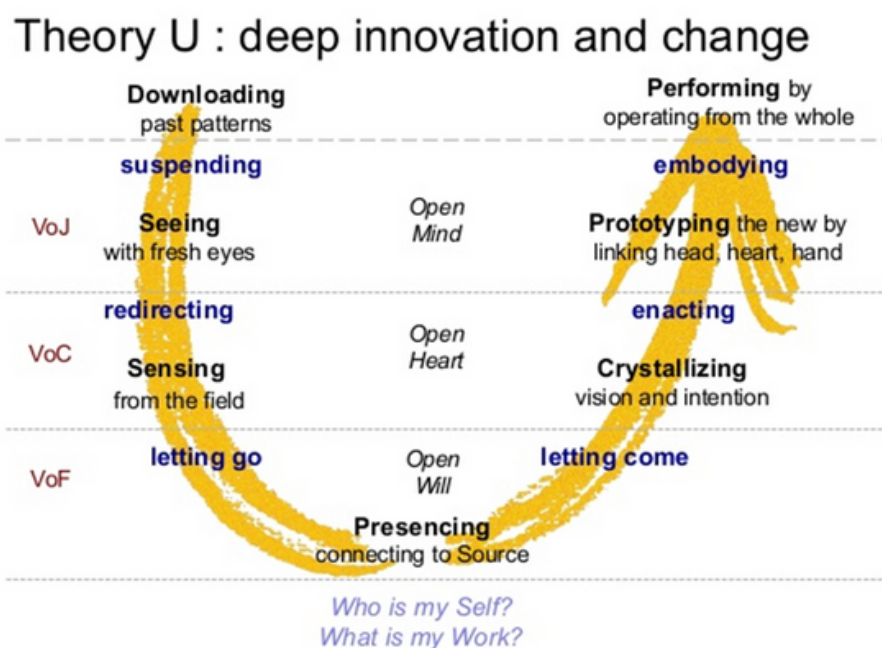 Theory U : deep innovation and change
Downloading
past patterns
Performing by
operating from the whole
suspending
embodying
VoJ
Seeing
with fresh eyes
Open
Mind
Prototyping the new by
linking head, heart, hand
redirecting
enacting
VoC
Sensing
from the field
Open
Heart
Crystallizing
vision and intention
letting go
letting come
VoF
Open
Will
Presencing
connecting to Source
Who is my Self?
What is my Work?